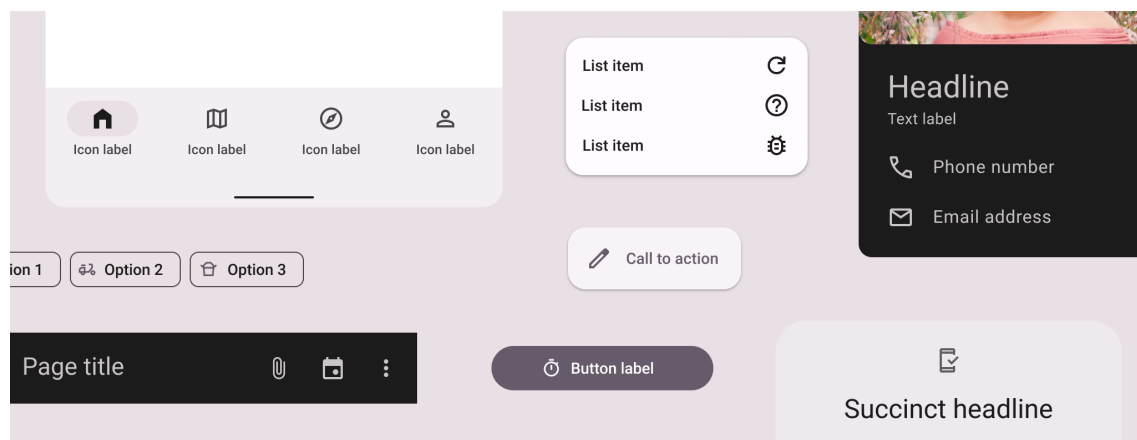 Icon label
Icon label
Icon label
Icon label
List item
List item
List item
Headline
Text label
Phone number
Email address
ion 1
Option 2
Option 3
Call to action
Page title
Button label
Succinct headline